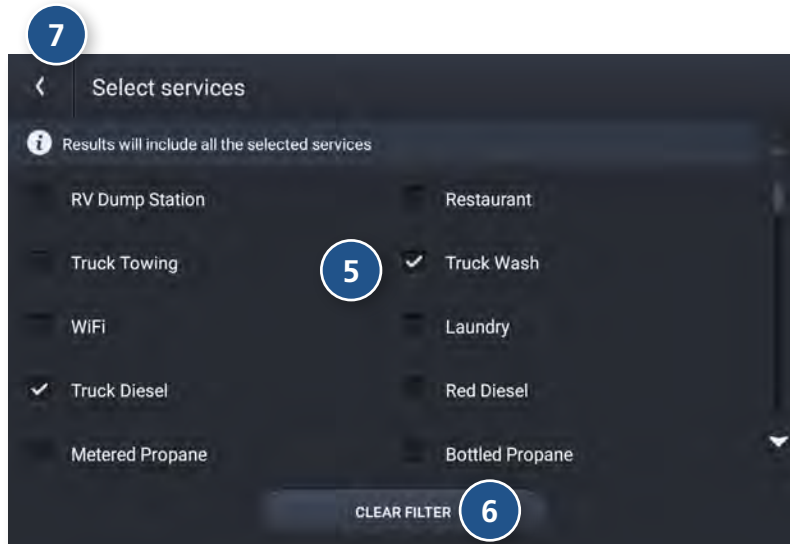 7
Select services
i Results will include all the selected services
RV Dump Station
Restaurant
Truck Towing
5
Truck Wash
WiFi
Laundry
Truck Diesel
Red Diesel
Metered Propane
Bottled Propane
CLEAR FILTER
6